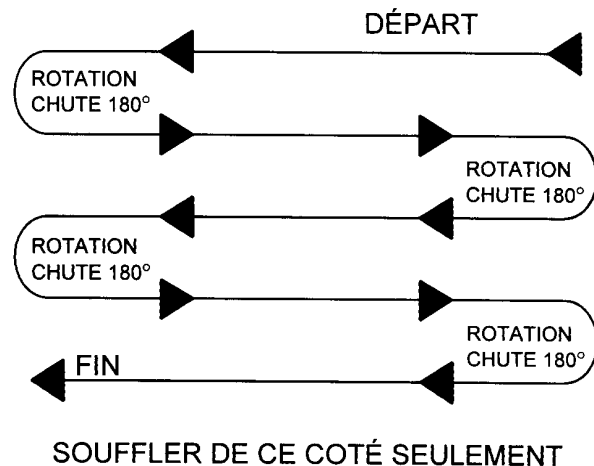 DÉPART
ROTATION
CHUTE 180°
ROTATION
CHUTE 180°
ROTATION
CHUTE 180°
ROTATION
CHUTE 180°
FIN
SOUFFLER DE CE COTÉ SEULEMENT